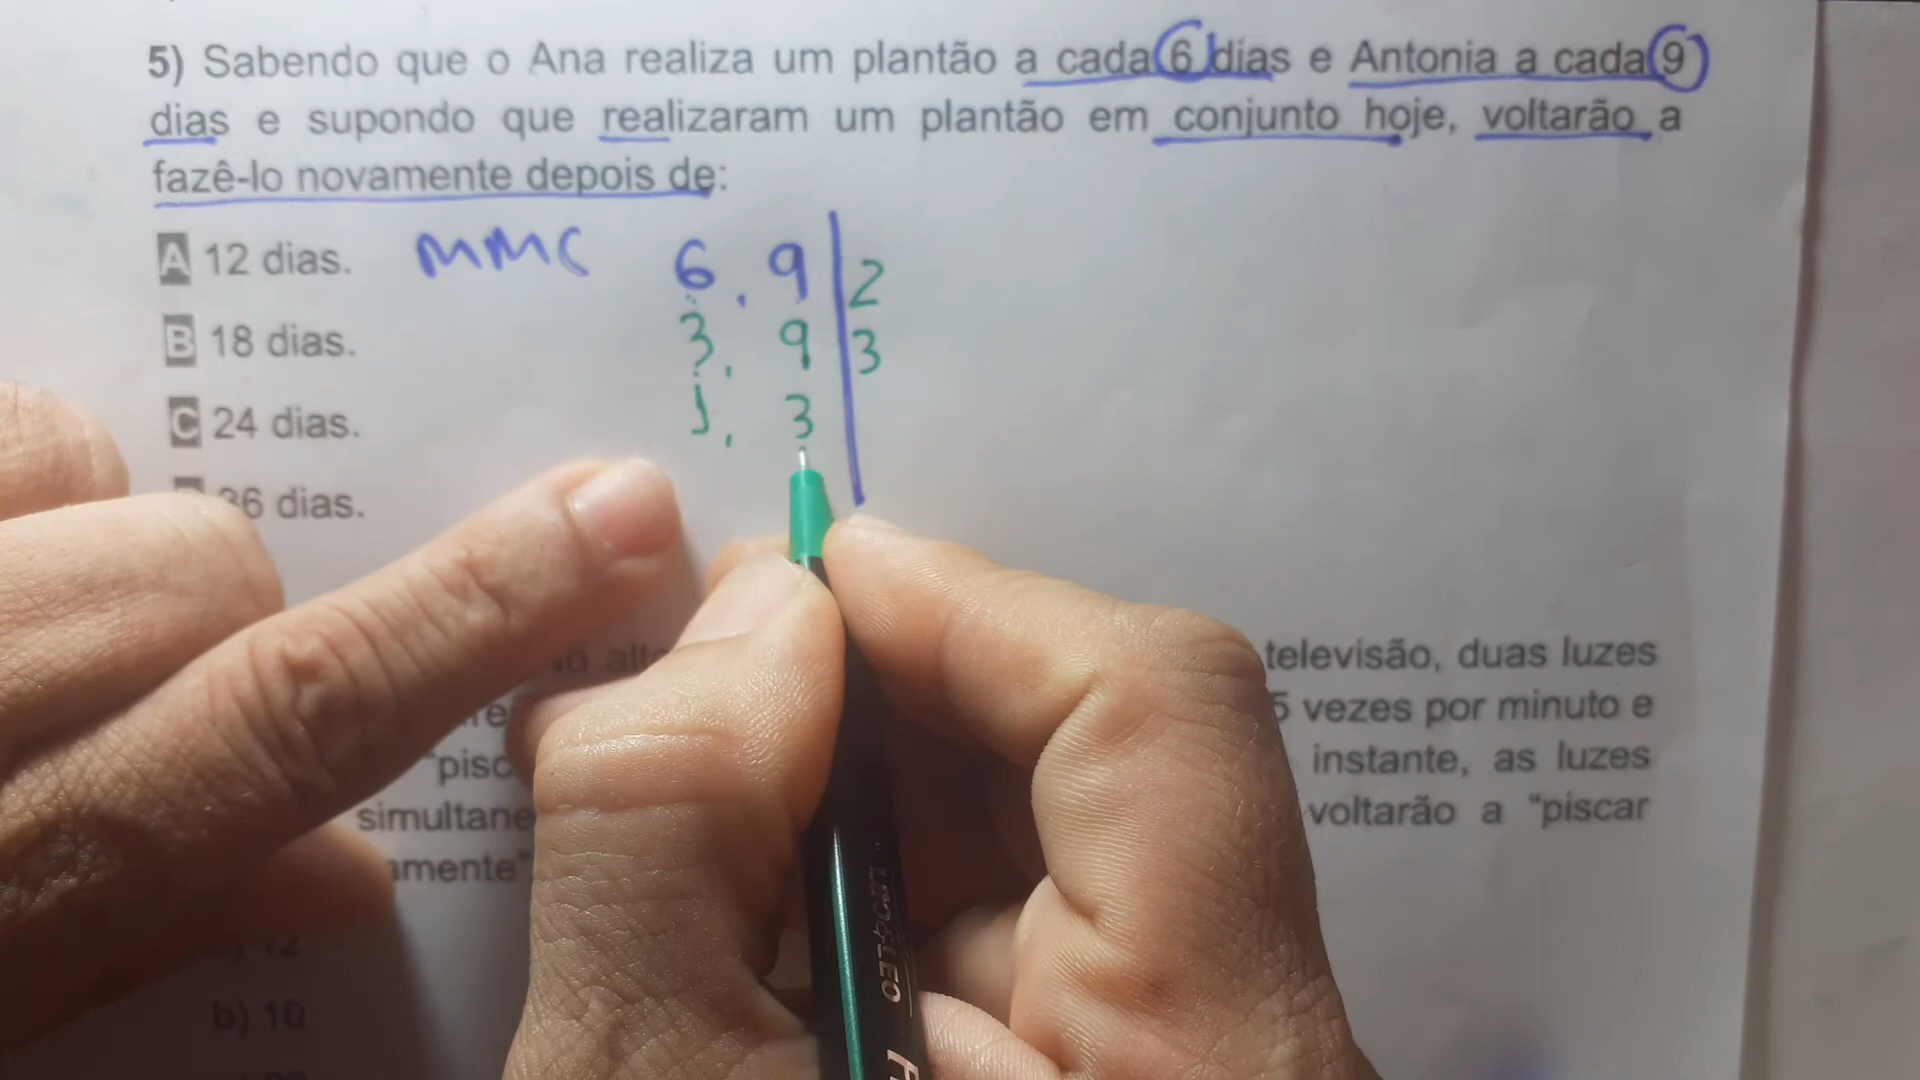 5) Sabendo que o Ana realiza um plantão a cada 6 dias e Antonia a cada 9
dias e supondo que realizaram um plantão em conjunto hoje, voltarão a
fazê-lo novamente depois de:
A 12 dias.
B 18 dias.
C 24 dias.
36 dias.
MMC
6, 9 2
3, 9 3
1, 3
televisão, duas luzes
5 vezes por minuto e
"pisc instante, as luzes
simultane voltarão a "piscar
amente"
12
b) 10